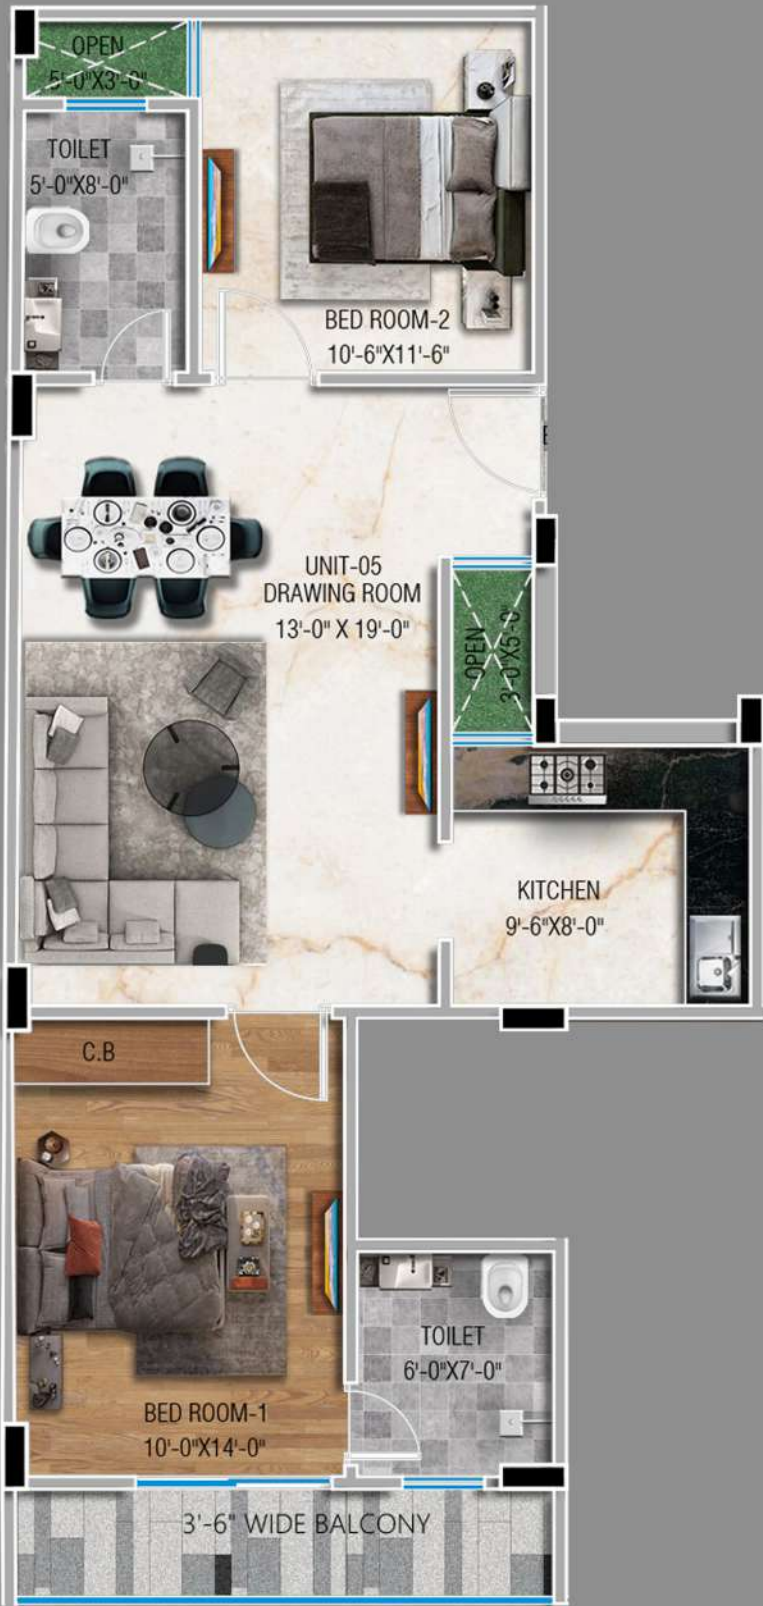 OPEN
5'-0"X3'-0"
TOILET
5'-0"X8'-0"
BED ROOM-2
10'-6"X11'-6"
UNIT-05
DRAWING ROOM
13'-0" X 19'-0"
OPEN
3'-0"X5'-0"
KITCHEN
9'-6"X8'-0"
C.B
TOILET
6'-0"X7'-0"
BED ROOM-1
10'-0"X14'-0"
3'-6" WIDE BALCONY